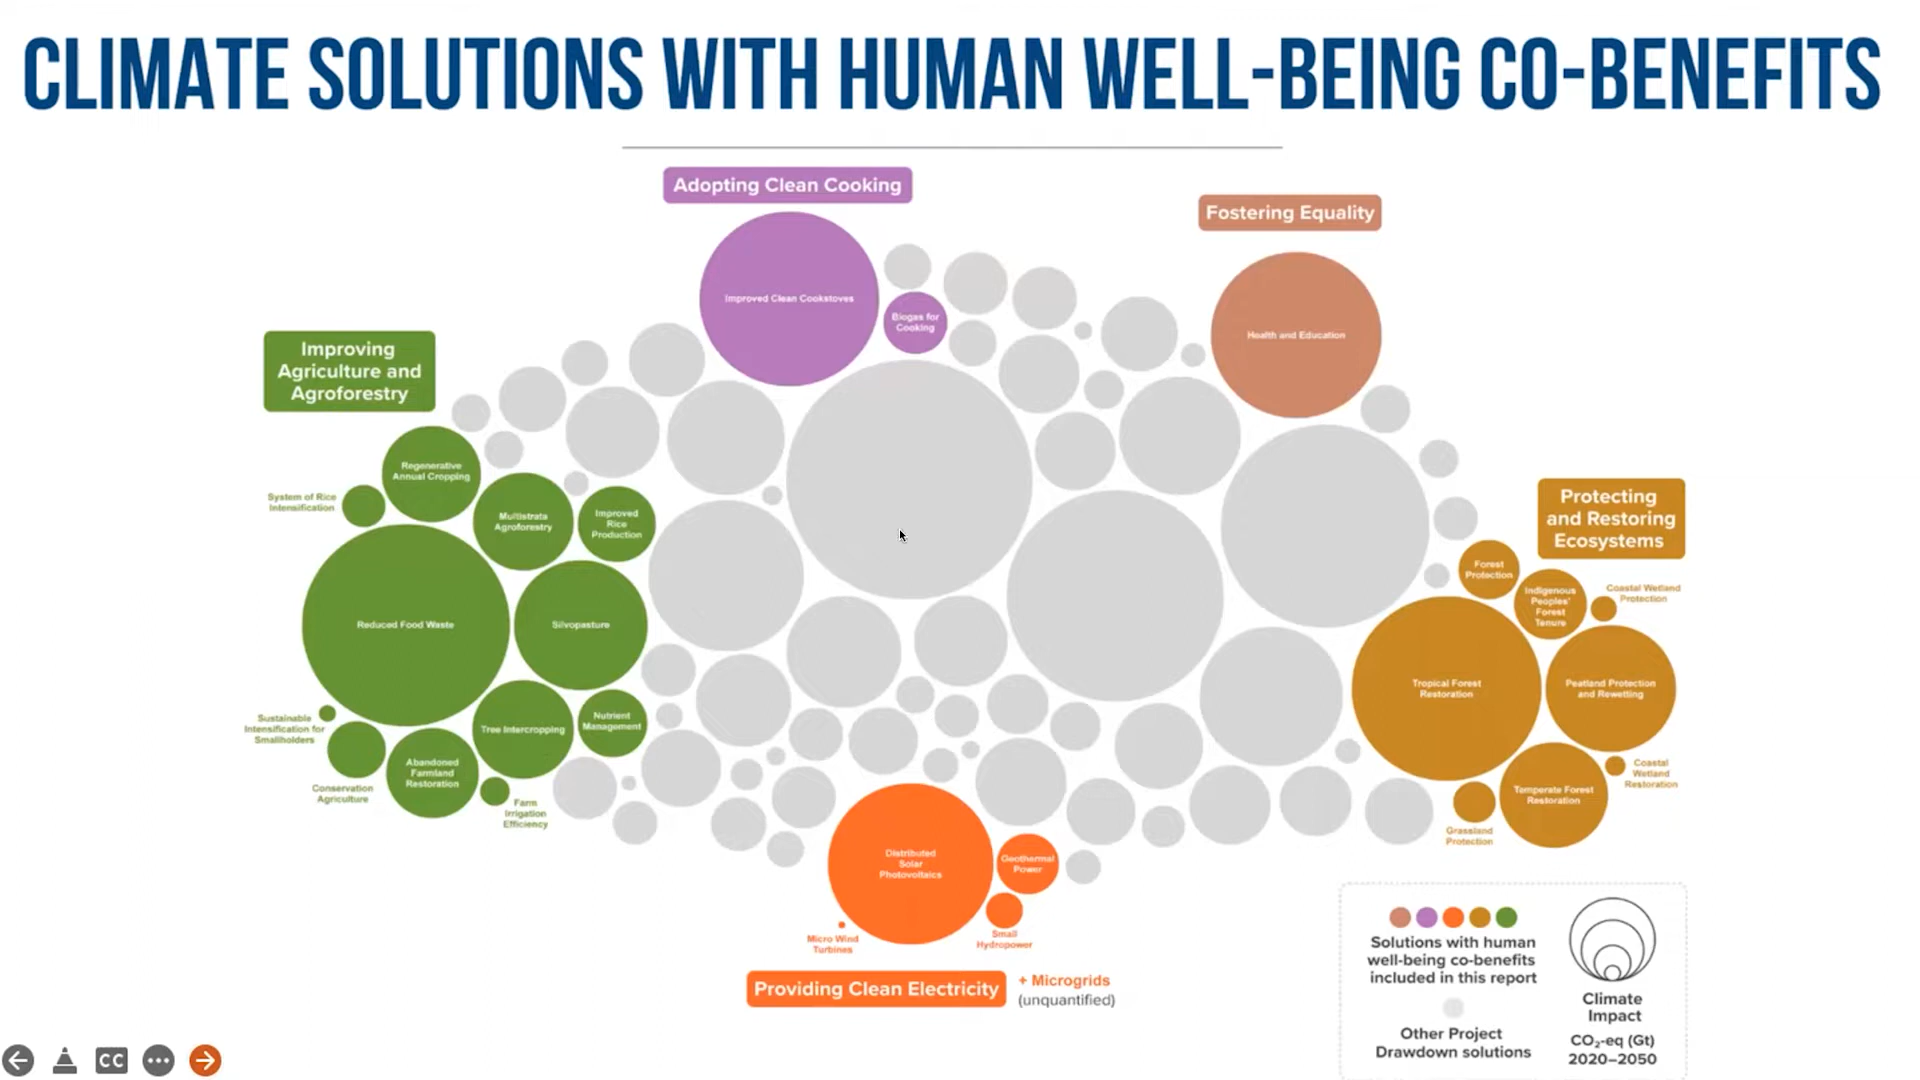 CLIMATE SOLUTIONS WITH HUMAN WELL-BEING CO-BENEFITS
Adopting Clean Cooking
Improved Clean Cookstoves
Biogas for
Cooking
Fostering Equality
Health and Education
Improving
Agriculture and
Agroforestry
Regenerative
Annual Cropping
System of Rice
Intensification
Multistrata
Agroforestry
Improved
Rice
Production
Reduced Food Waste
Silvopasture
Sustainable
Intensification for
Smallholders
Tree Intercropping
Nutrient
Management
Abandoned
Farmland
Restoration
Conservation
Agriculture
Farm
Irrigation
Efficiency
Protecting
and Restoring
Ecosystems
Forest
Protection
Indigenous
Peoples'
Forest
Tenure
Coastal Wetland
Protection
Tropical Forest
Restoration
Peatland Protection
and Rewetting
Coastal
Wetland
Restoration
Temperate Forest
Restoration
Grassland
Protection
Distributed
Solar
Photovoltaics
Geothermal
Power
Micro Wind
Turbines
Small
Hydropower
Providing Clean Electricity
+ Microgrids
(unquantified)
Solutions with human
well-being co-benefits
included in this report
Other Project
Drawdown solutions
Climate
Impact
CO₂-eq (Gt)
2020–2050
CC